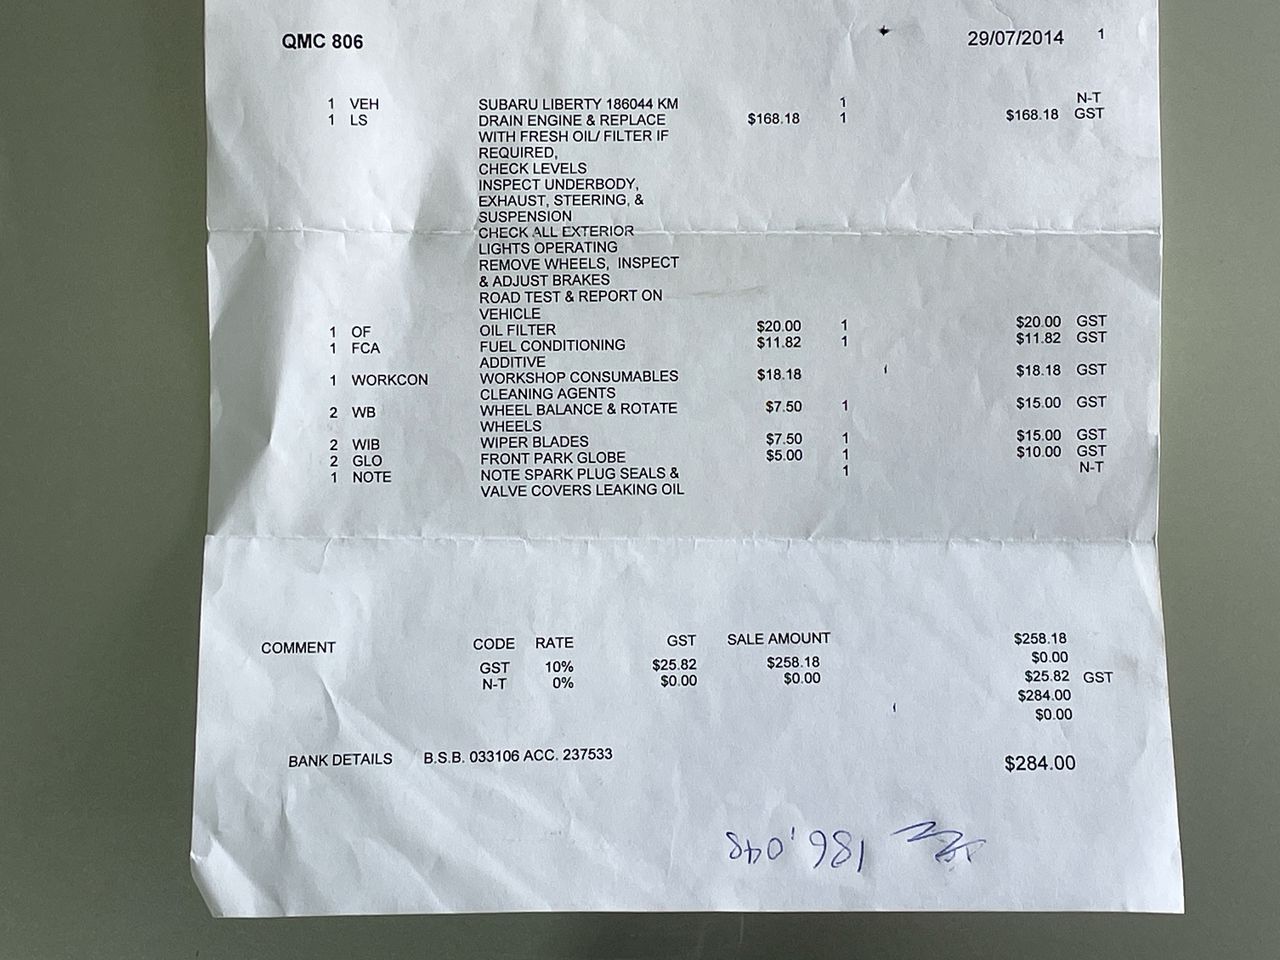 QMC 806 29/07/2014 1
1 VEH SUBARU LIBERTY 186044 KM 1 N-T
1 LS DRAIN ENGINE & REPLACE $168.18 1 $168.18 GST
WITH FRESH OIL/ FILTER IF
REQUIRED,
CHECK LEVELS
INSPECT UNDERBODY,
EXHAUST, STEERING, &
SUSPENSION
CHECK ALL EXTERIOR
LIGHTS OPERATING
REMOVE WHEELS, INSPECT
& ADJUST BRAKES
ROAD TEST & REPORT ON
VEHICLE
1 OF OIL FILTER $20.00 1 $20.00 GST
1 FCA FUEL CONDITIONING $11.82 1 $11.82 GST
ADDITIVE
1 WORKCON WORKSHOP CONSUMABLES $18.18 $18.18 GST
CLEANING AGENTS
2 WB WHEEL BALANCE & ROTATE $7.50 1 $15.00 GST
WHEELS
2 WIB WIPER BLADES $7.50 1 $15.00 GST
2 GLO FRONT PARK GLOBE $5.00 1 $10.00 GST
1 NOTE NOTE SPARK PLUG SEALS & 1 N-T
VALVE COVERS LEAKING OIL
COMMENT CODE RATE GST SALE AMOUNT $258.18
$0.00
GST 10% $25.82 $258.18 $25.82 GST
N-T 0% $0.00 $0.00 $284.00
$0.00
BANK DETAILS B.S.B. 033106 ACC. 237533 $284.00
186,048